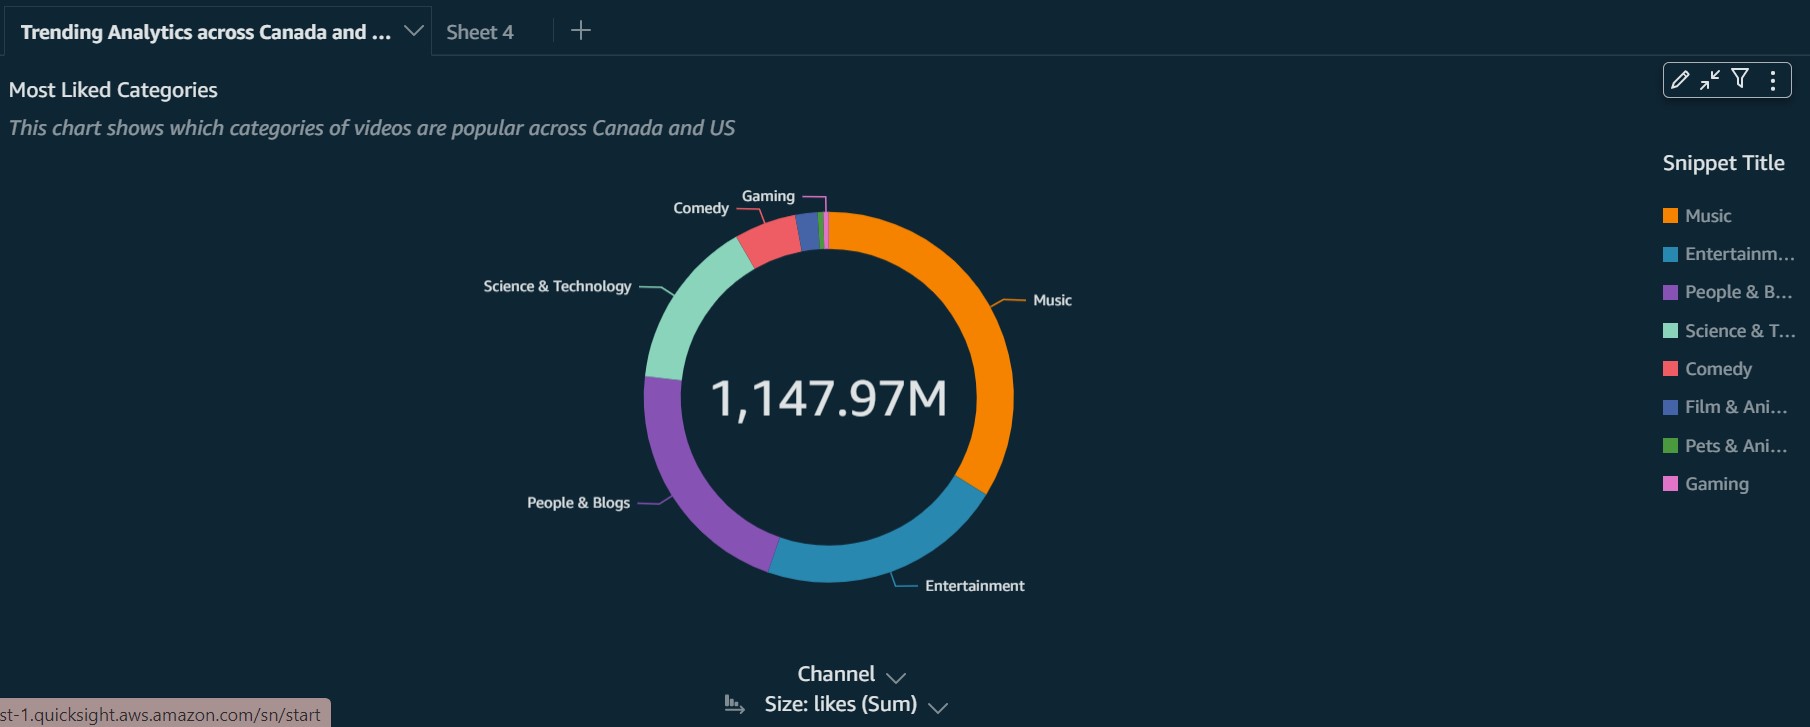 Trending Analytics across Canada and ...
Sheet 4
Most Liked Categories
This chart shows which categories of videos are popular across Canada and US
Snippet Title
Music
Entertainm...
People & B...
Science & T...
Comedy
Film & Ani...
Pets & Ani...
Gaming
Gaming
Comedy
Science & Technology
Music
1,147.97M
People & Blogs
Entertainment
Channel
Size: likes (Sum)
st-1.quicksight.aws.amazon.com/sn/start